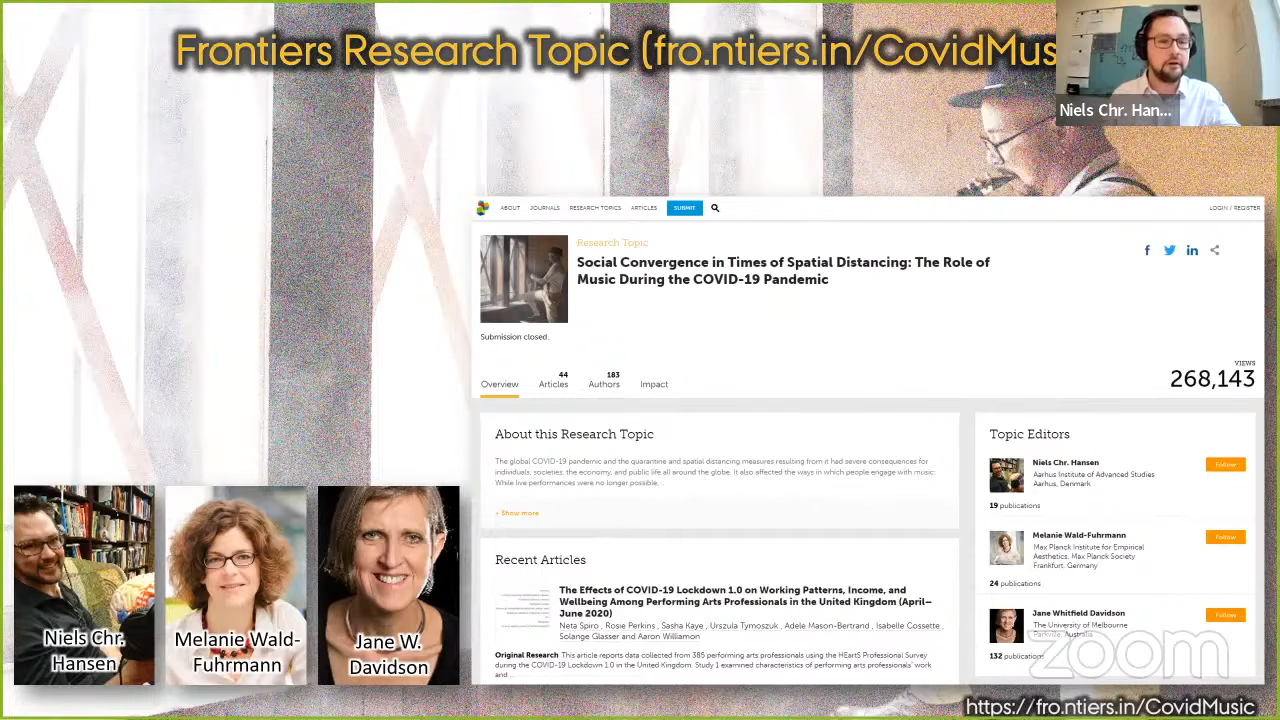 Frontiers Research Topic (fro.ntiers.in/CovidMus
Niels Chr. Han...
ABOUT JOURNALS RESEARCH TOPICS ARTICLES SUBMIT LOGIN / REGISTER
Research Topic
Social Convergence in Times of Spatial Distancing: The Role of
Music During the COVID-19 Pandemic
Submission closed.
44 183 VIEWS
Overview Articles Authors Impact 268,143
About this Research Topic
The global COVID-19 pandemic and the quarantine and spatial distancing measures resulting from it had severe consequences for
individuals, societies, the economy, and public life all around the globe. It also affected the ways in which people engage with music:
While live performances were no longer possible, ...
+ Show more
Recent Articles
The Effects of COVID-19 Lockdown 1.0 on Working Patterns, Income, and
Wellbeing Among Performing Arts Professionals in the United Kingdom (April–
June 2020)
Neta Spiro , Rosie Perkins , Sasha Kaye , Urszula Tymoszuk , Adele Mason-Bertrand , Isabelle Cossette ,
Solange Glasser and Aaron Williamon
Original Research This article reports data collected from 385 performing arts professionals using the HEartS Professional Survey
during the COVID-19 Lockdown 1.0 in the United Kingdom. Study 1 examined characteristics of performing arts professionals' work
and ...
Topic Editors
Niels Chr. Hansen Follow
Aarhus Institute of Advanced Studies
Aarhus, Denmark
19 publications
Melanie Wald-Fuhrmann Follow
Max Planck Institute for Empirical
Aesthetics, Max Planck Society
Frankfurt, Germany
24 publications
Jane Whitfield Davidson Follow
The University of Melbourne
Parkville, Australia
132 publications
Niels Chr.
Hansen
Melanie Wald-
Fuhrmann
Jane W.
Davidson
zoom
https://fro.ntiers.in/CovidMusic